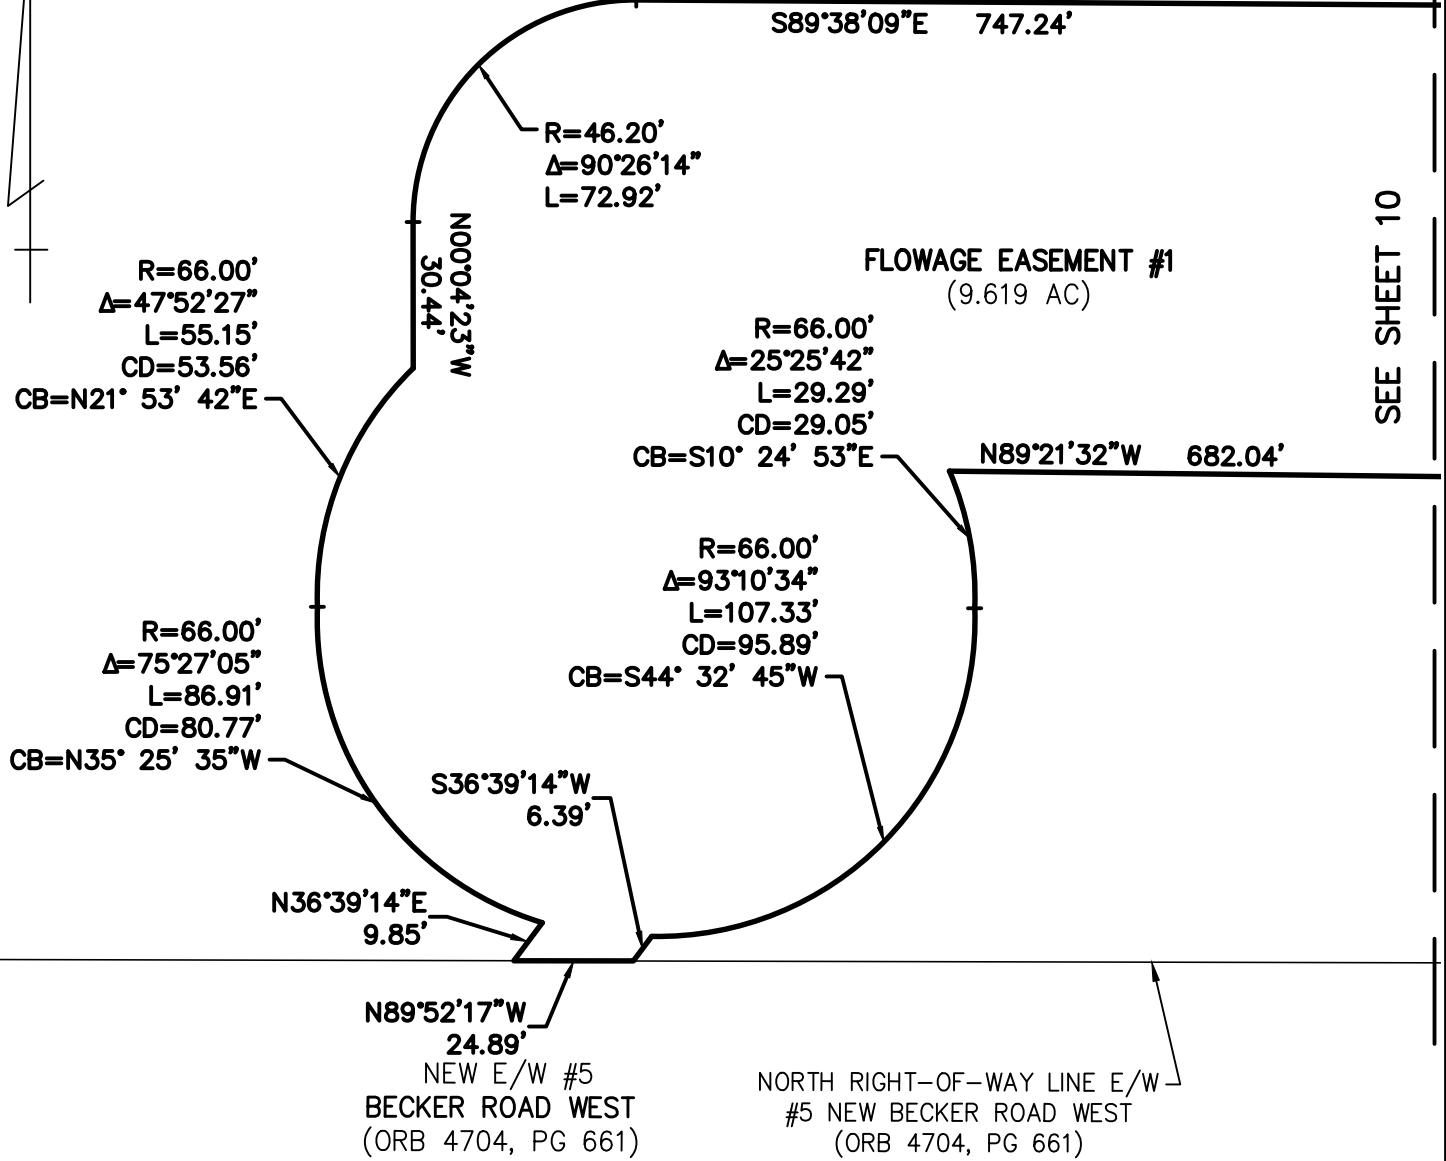 S89°38'09"E 747.24'
R=46.20'
Δ=90°26'14"
L=72.92'
N00°04'23"W
30.44'
R=66.00'
Δ=47°52'27"
L=55.15'
CD=53.56'
CB=N21° 53' 42"E
FLOWAGE EASEMENT #1
(9.619 AC)
SEE SHEET 10
R=66.00'
Δ=25°25'42"
L=29.29'
CD=29.05'
CB=S10° 24' 53"E
N89°21'32"W 682.04'
R=66.00'
Δ=93°10'34"
L=107.33'
CD=95.89'
CB=S44° 32' 45"W
R=66.00'
Δ=75°27'05"
L=86.91'
CD=80.77'
CB=N35° 25' 35"W
S36°39'14"W
6.39'
N36°39'14"E
9.85'
N89°52'17"W
24.89'
NEW E/W #5
BECKER ROAD WEST
(ORB 4704, PG 661)
NORTH RIGHT-OF-WAY LINE E/W
#5 NEW BECKER ROAD WEST
(ORB 4704, PG 661)